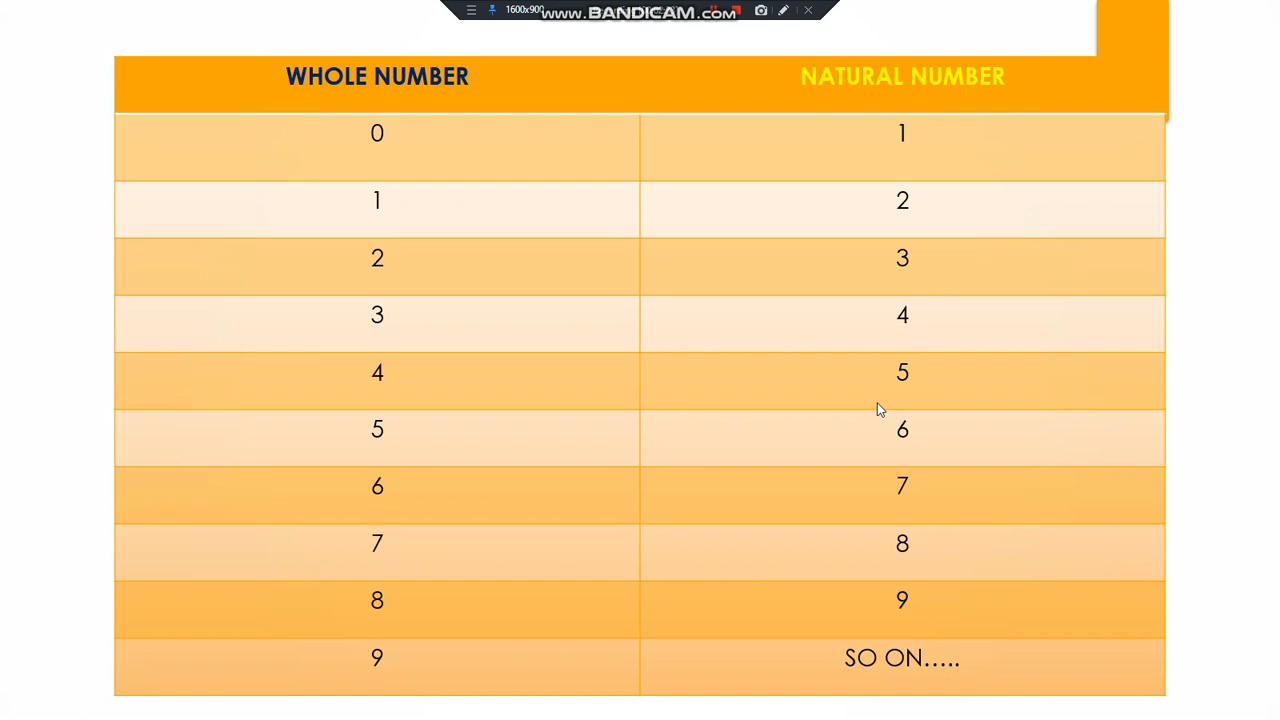 1600x900
www.BANDICAM.com
WHOLE NUMBER NATURAL NUMBER
0 1
1 2
2 3
3 4
4 5
5 6
6 7
7 8
8 9
9 SO ON.....